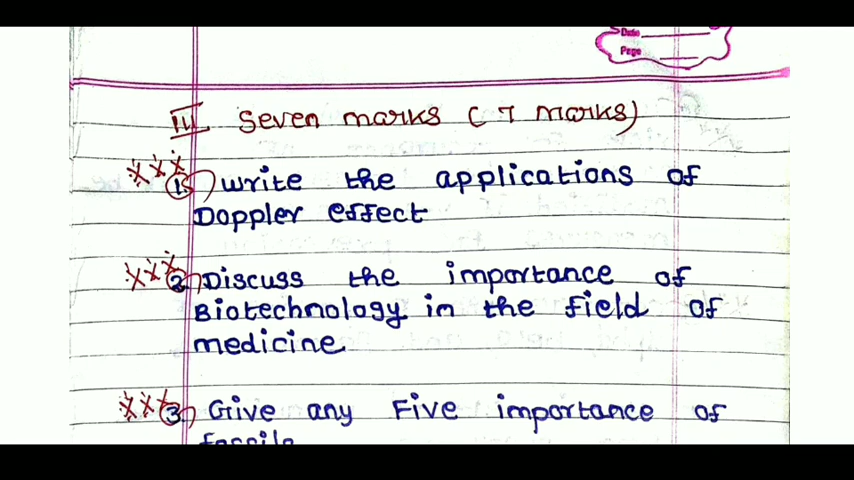 Date
Page
III Seven marks ( 7 marks)
1. Write the applications of
Doppler effect
2. Discuss the importance of
Biotechnology in the field of
medicine
3. Give any Five importance of